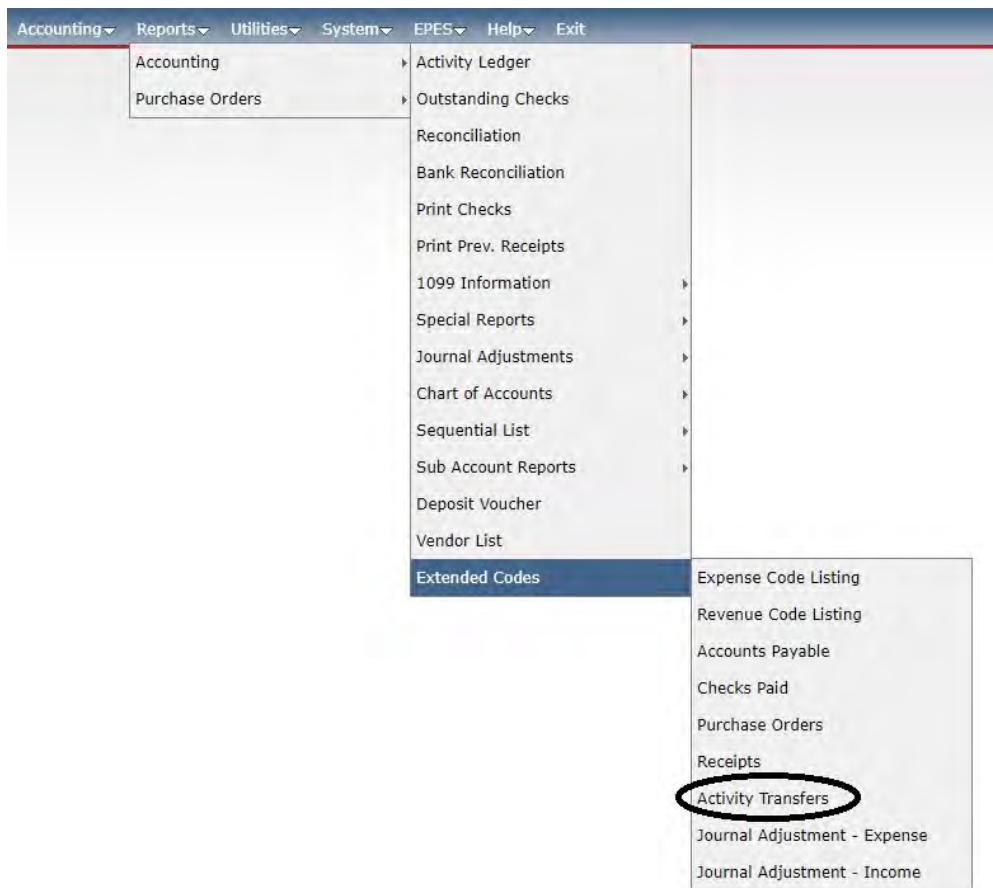 Accounting Reports Utilities System EPES Help Exit
Accounting
Purchase Orders
Activity Ledger
Outstanding Checks
Reconciliation
Bank Reconciliation
Print Checks
Print Prev. Receipts
1099 Information
Special Reports
Journal Adjustments
Chart of Accounts
Sequential List
Sub Account Reports
Deposit Voucher
Vendor List
Extended Codes
Expense Code Listing
Revenue Code Listing
Accounts Payable
Checks Paid
Purchase Orders
Receipts
Activity Transfers
Journal Adjustment - Expense
Journal Adjustment - Income